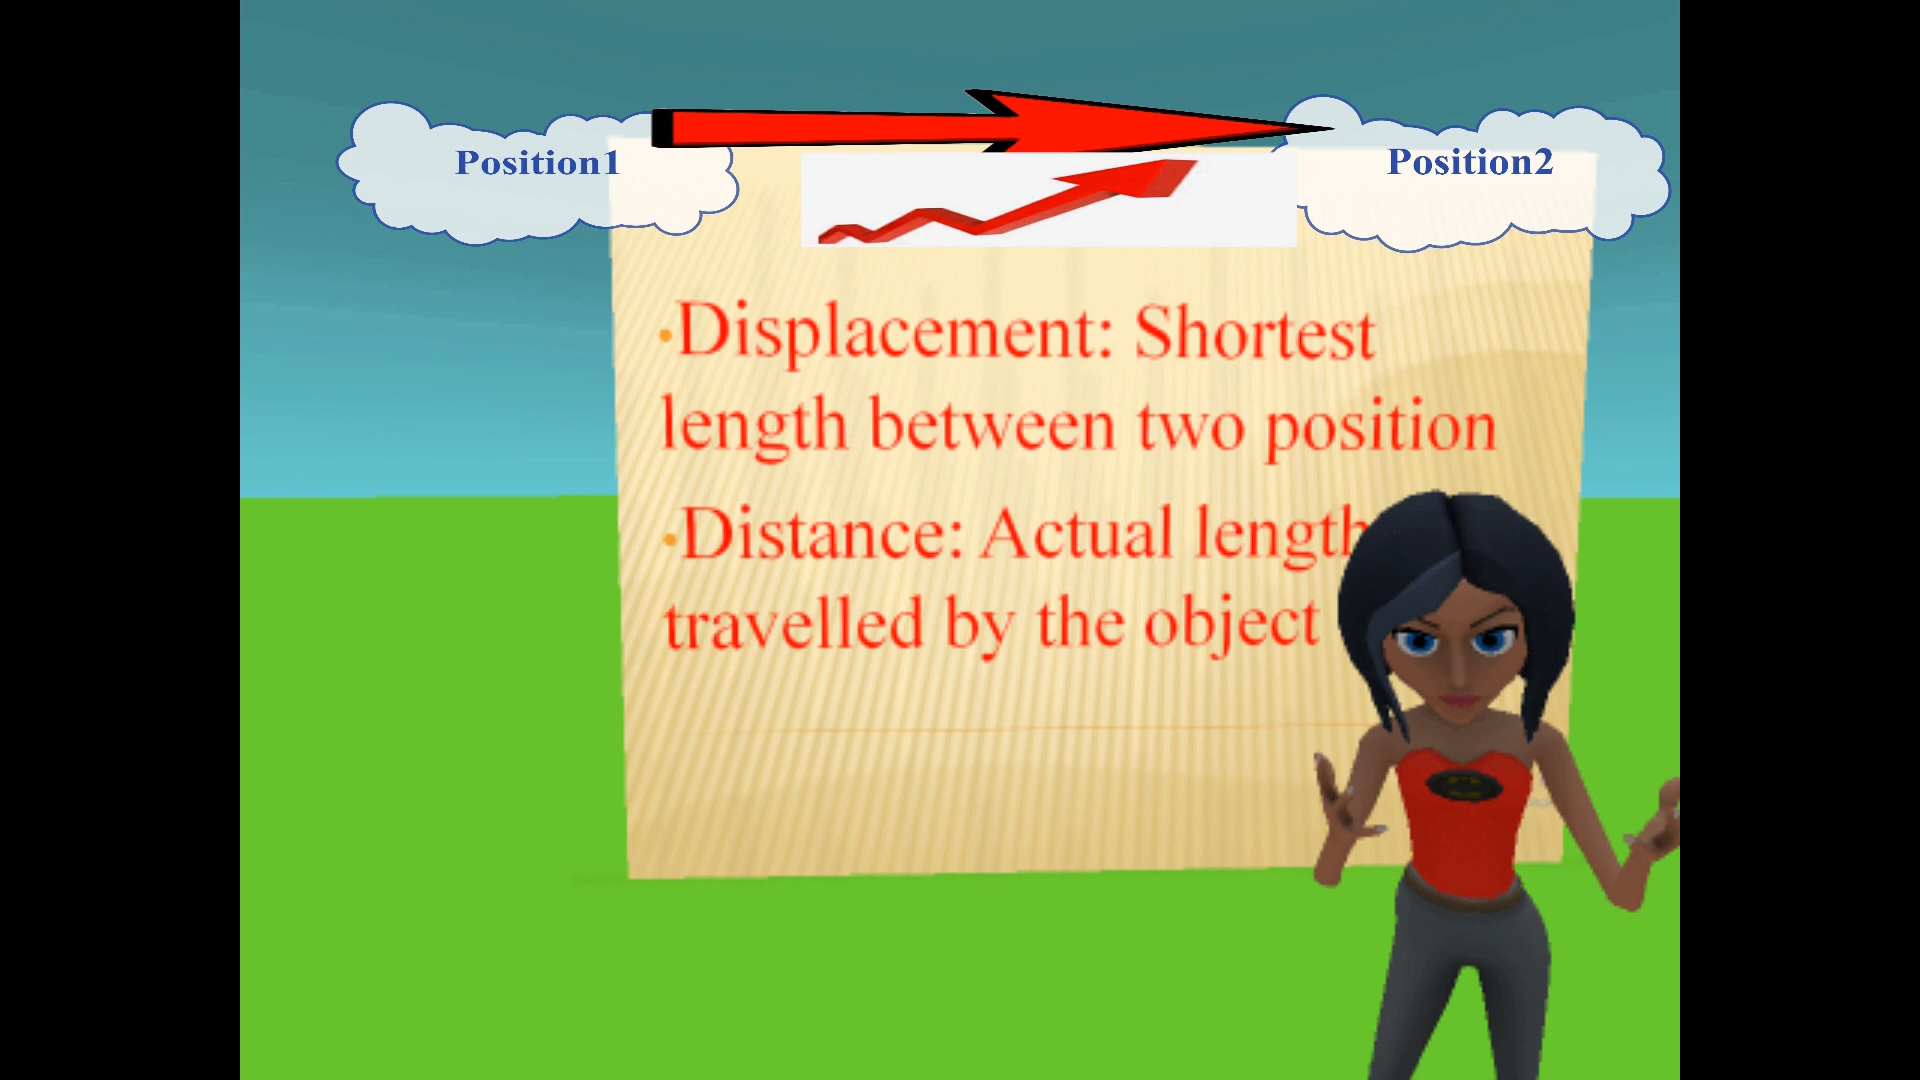 Position1
Position2
•Displacement: Shortest
length between two position
•Distance: Actual length
travelled by the object